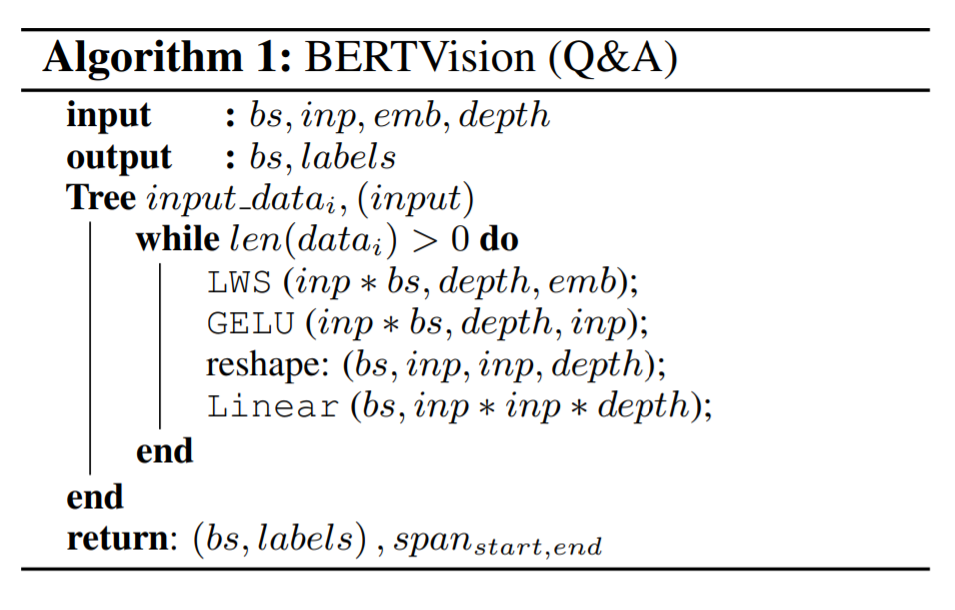 Algorithm 1: BERTVision (Q&A)
input : bs, inp, emb, depth
output : bs, labels
Tree input_data_i, (input)
while len(data_i) > 0 do
LWS (inp ∗ bs, depth, emb);
GELU (inp ∗ bs, depth, inp);
reshape: (bs, inp, inp, depth);
Linear (bs, inp ∗ inp ∗ depth);
end
end
return: (bs, labels) , span_{start,end}